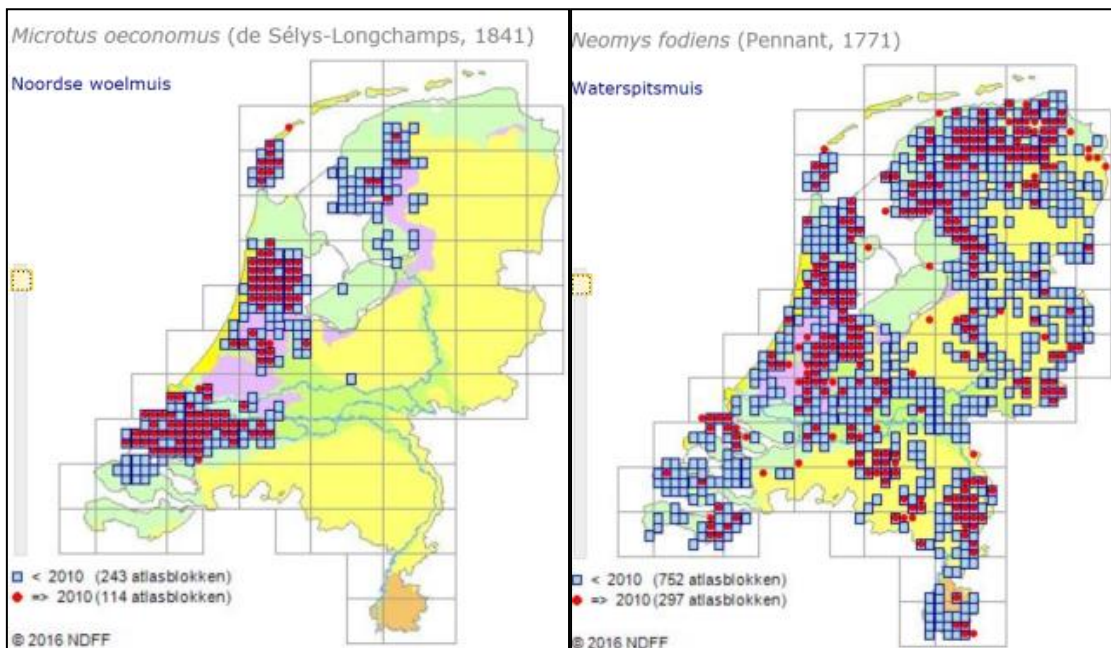 Microtus oeconomus (de Sélys-Longchamps, 1841)
Noordse woelmuis
< 2010 (243 atlasblokken)
=> 2010 (114 atlasblokken)
© 2016 NDFF
Neomys fodiens (Pennant, 1771)
Waterspitsmuis
< 2010 (752 atlasblokken)
=> 2010 (297 atlasblokken)
© 2016 NDFF